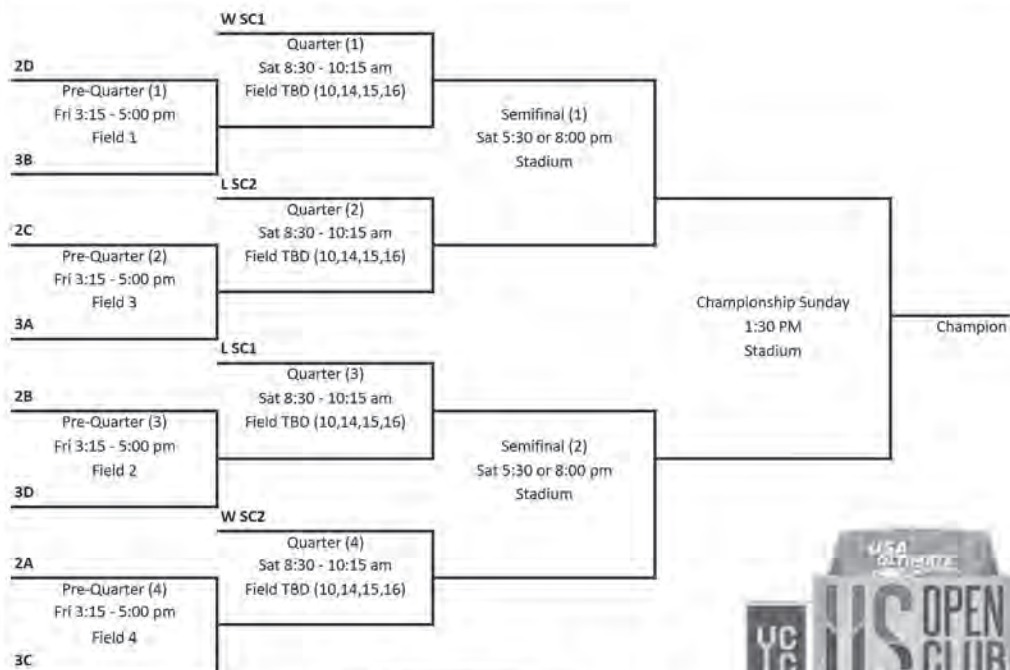 W SC1
Quarter (1)
Sat 8:30 - 10:15 am
Field TBD (10,14,15,16)
2D
Pre-Quarter (1)
Fri 3:15 - 5:00 pm
Field 1
3B
Semifinal (1)
Sat 5:30 or 8:00 pm
Stadium
L SC2
Quarter (2)
Sat 8:30 - 10:15 am
Field TBD (10,14,15,16)
2C
Pre-Quarter (2)
Fri 3:15 - 5:00 pm
Field 3
3A
Championship Sunday
1:30 PM
Stadium
Champion
L SC1
Quarter (3)
Sat 8:30 - 10:15 am
Field TBD (10,14,15,16)
2B
Pre-Quarter (3)
Fri 3:15 - 5:00 pm
Field 2
3D
Semifinal (2)
Sat 5:30 or 8:00 pm
Stadium
W SC2
Quarter (4)
Sat 8:30 - 10:15 am
Field TBD (10,14,15,16)
2A
Pre-Quarter (4)
Fri 3:15 - 5:00 pm
Field 4
3C
USA
ULTIMATE
US OPEN
CLUB